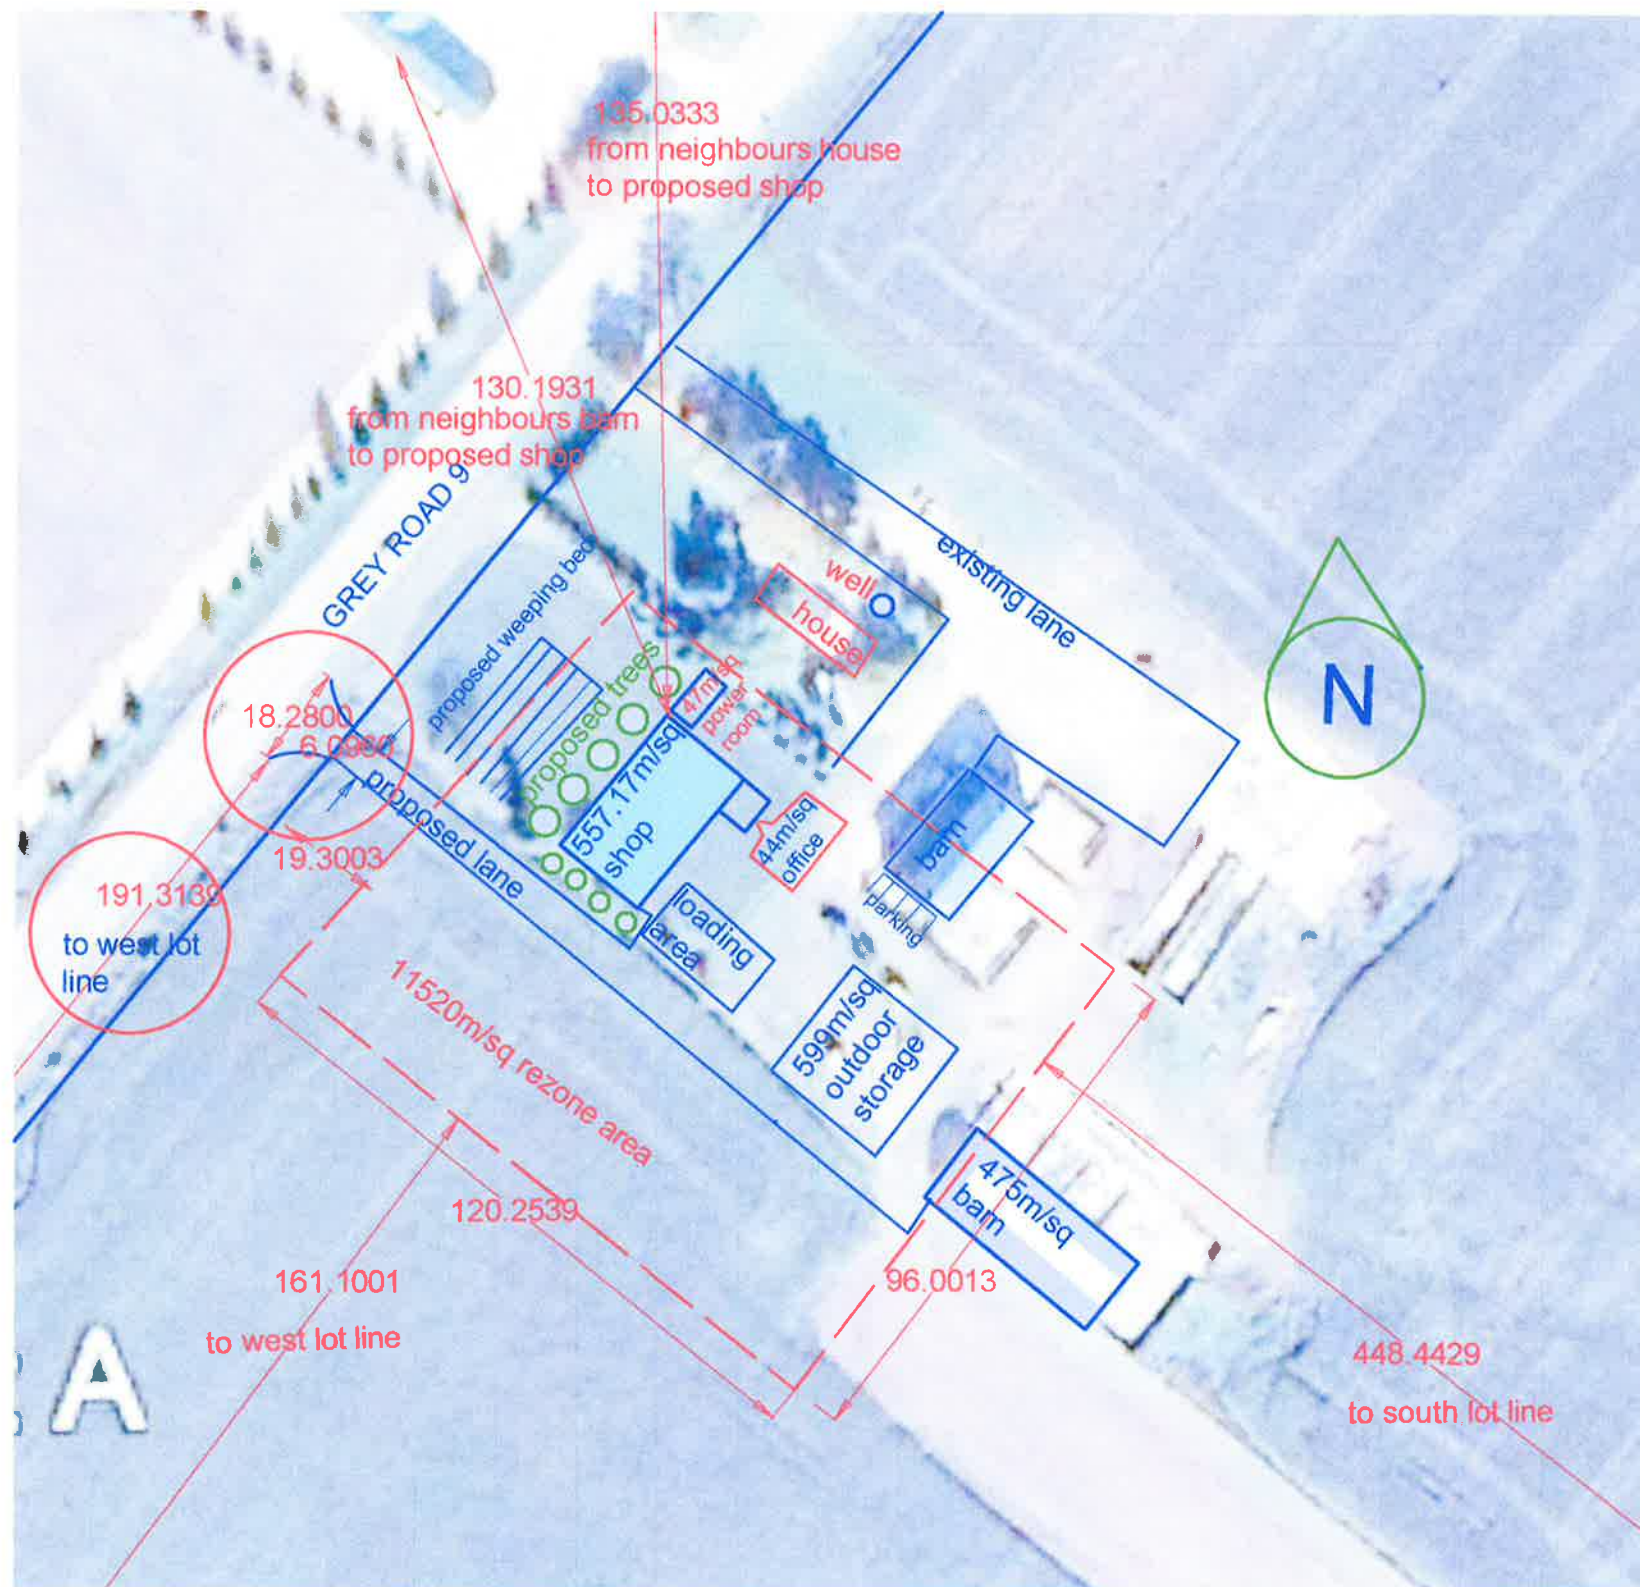 135.0333
from neighbours house
to proposed shop
130.1931
from neighbours barn
to proposed shop
GREY ROAD 9
proposed weeping bed
existing lane
well
house
N
proposed trees
47m/sq
power
room
18.2800
6.0960
proposed lane
557.17m/sq
shop
44m/sq
office
barn
parking
19.3003
191.3139
to west lot
line
loading
area
11520m/sq rezone area
599m/sq
outdoor
storage
475m/sq
barn
120.2539
96.0013
161.1001
to west lot line
448.4429
to south lot line
A